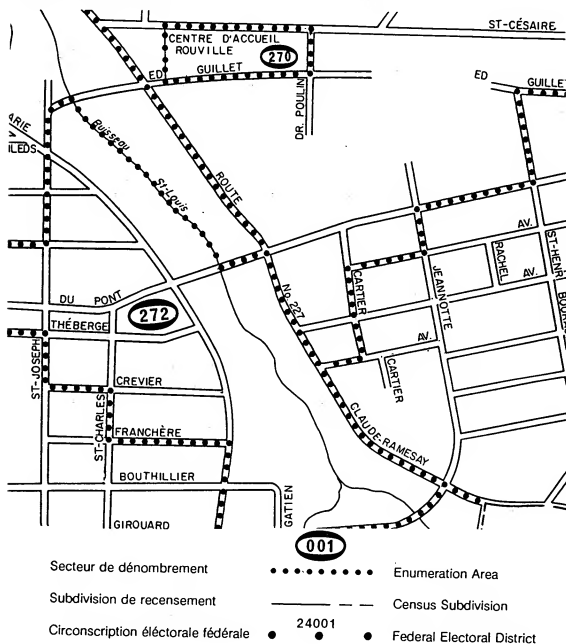 ST-CÉSAIRE
CENTRE D'ACCUEIL
ROUVILLE
270
ED
GUILLET
DR. POULIN
ED
GUILLET
ARIE
ILEDS
Ruisseau
St-Louis
ROUTE
No. 227
AV.
CARTIER
JEANNOTTE
RACHEL
AV.
ST-HENRI
DU PONT
272
THÉBERGE
AV.
CARTIER
ST-JOSEPH
CREVIER
ST-CHARLES
FRANCHÈRE
CLAUDE-RAMESAY
BOUTHILLIER
GATIEN
GIROUARD
001
Secteur de dénombrement
Enumeration Area
Subdivision de recensement
Census Subdivision
Circonscription éléctorale fédérale
24001
Federal Electoral District